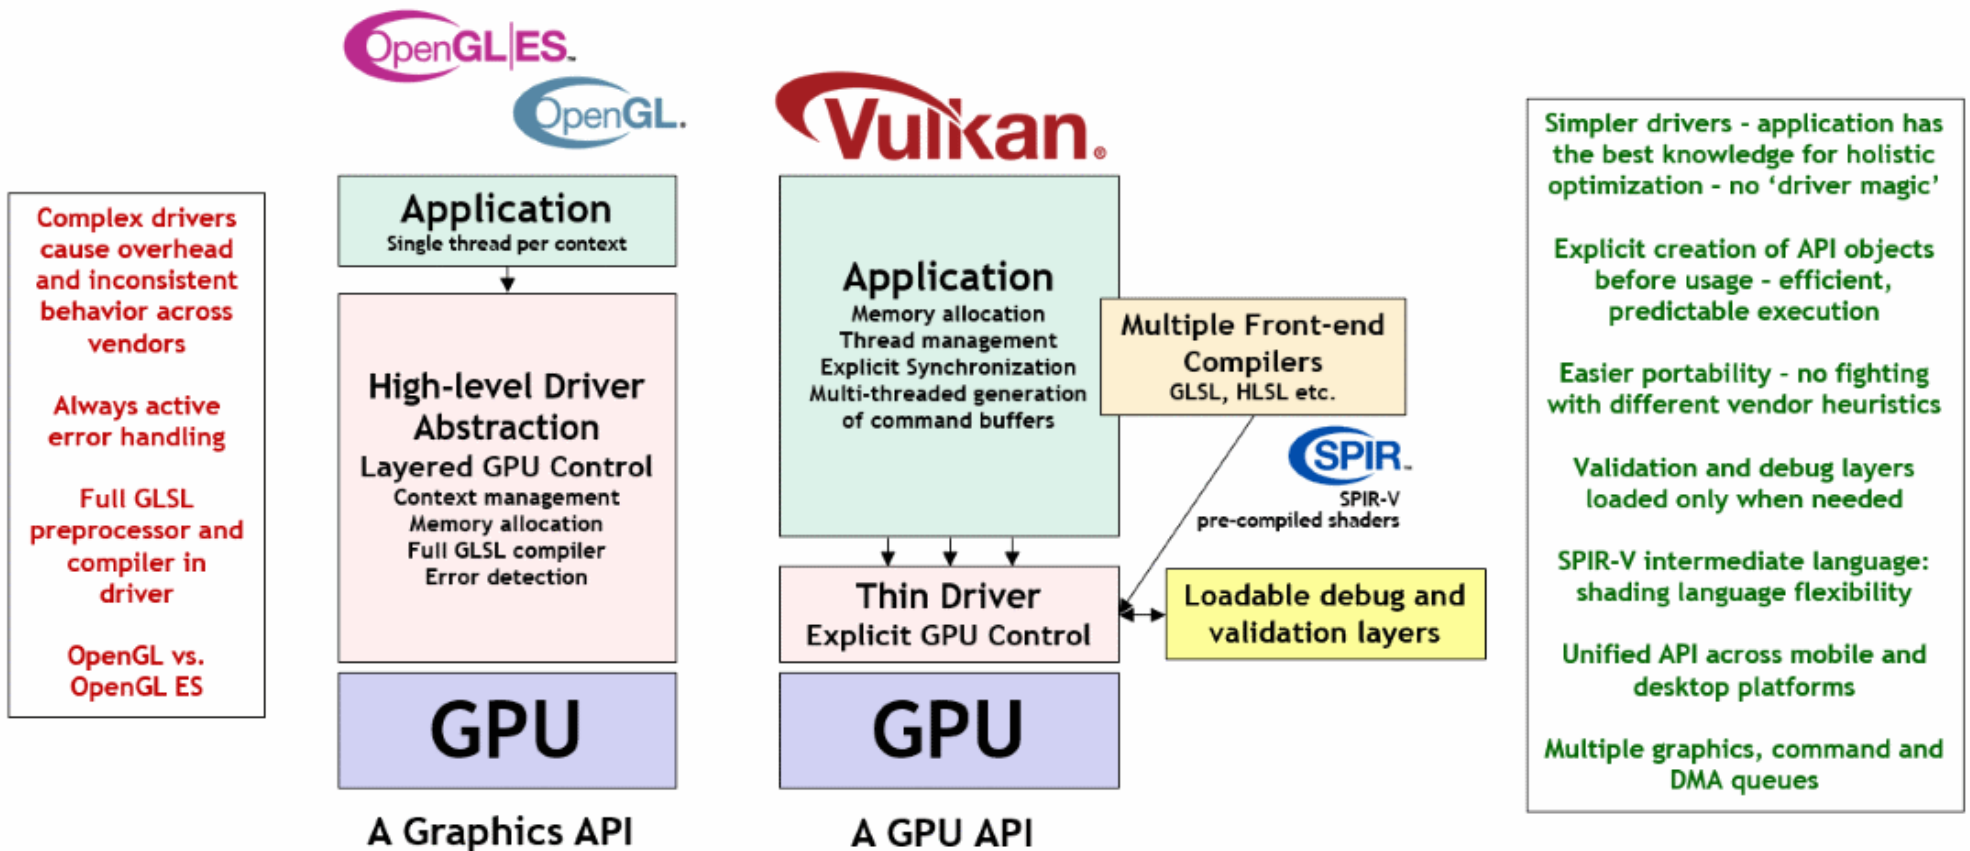 OpenGL|ES™
OpenGL.
Vulkan®
Complex drivers
cause overhead
and inconsistent
behavior across
vendors
Always active
error handling
Full GLSL
preprocessor and
compiler in
driver
OpenGL vs.
OpenGL ES
Application
Single thread per context
High-level Driver
Abstraction
Layered GPU Control
Context management
Memory allocation
Full GLSL compiler
Error detection
GPU
A Graphics API
Application
Memory allocation
Thread management
Explicit Synchronization
Multi-threaded generation
of command buffers
Multiple Front-end
Compilers
GLSL, HLSL etc.
SPIR™
SPIR-V
pre-compiled shaders
Thin Driver
Explicit GPU Control
Loadable debug and
validation layers
GPU
A GPU API
Simpler drivers - application has
the best knowledge for holistic
optimization - no ‘driver magic’
Explicit creation of API objects
before usage - efficient,
predictable execution
Easier portability - no fighting
with different vendor heuristics
Validation and debug layers
loaded only when needed
SPIR-V intermediate language:
shading language flexibility
Unified API across mobile and
desktop platforms
Multiple graphics, command and
DMA queues